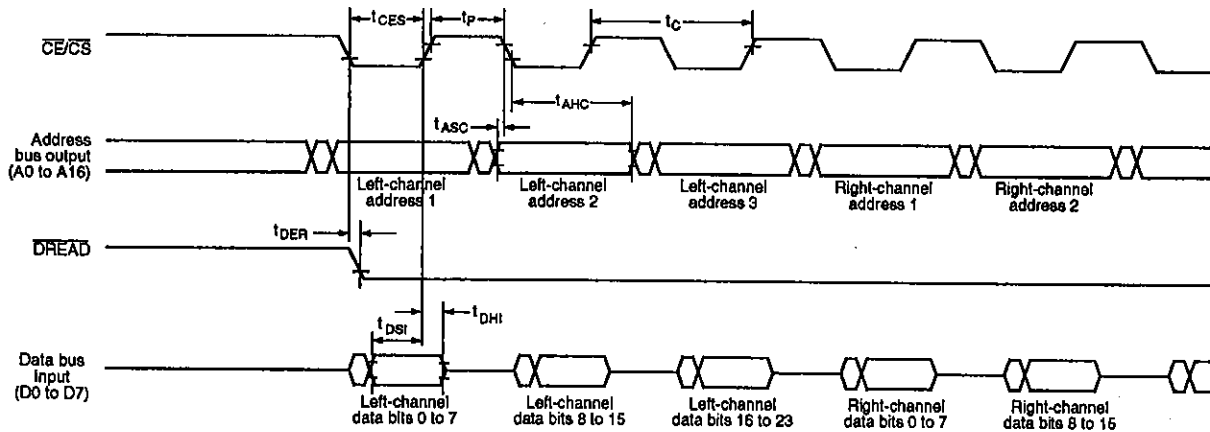 tCES
tP
tC
CE/CS
tAHC
tASC
Address
bus output
(A0 to A16)
Left-channel
address 1
Left-channel
address 2
Left-channel
address 3
Right-channel
address 1
Right-channel
address 2
tDER
DREAD
tDSI
tDHI
Data bus
Input
(D0 to D7)
Left-channel
data bits 0 to 7
Left-channel
data bits 8 to 15
Left-channel
data bits 16 to 23
Right-channel
data bits 0 to 7
Right-channel
data bits 8 to 15